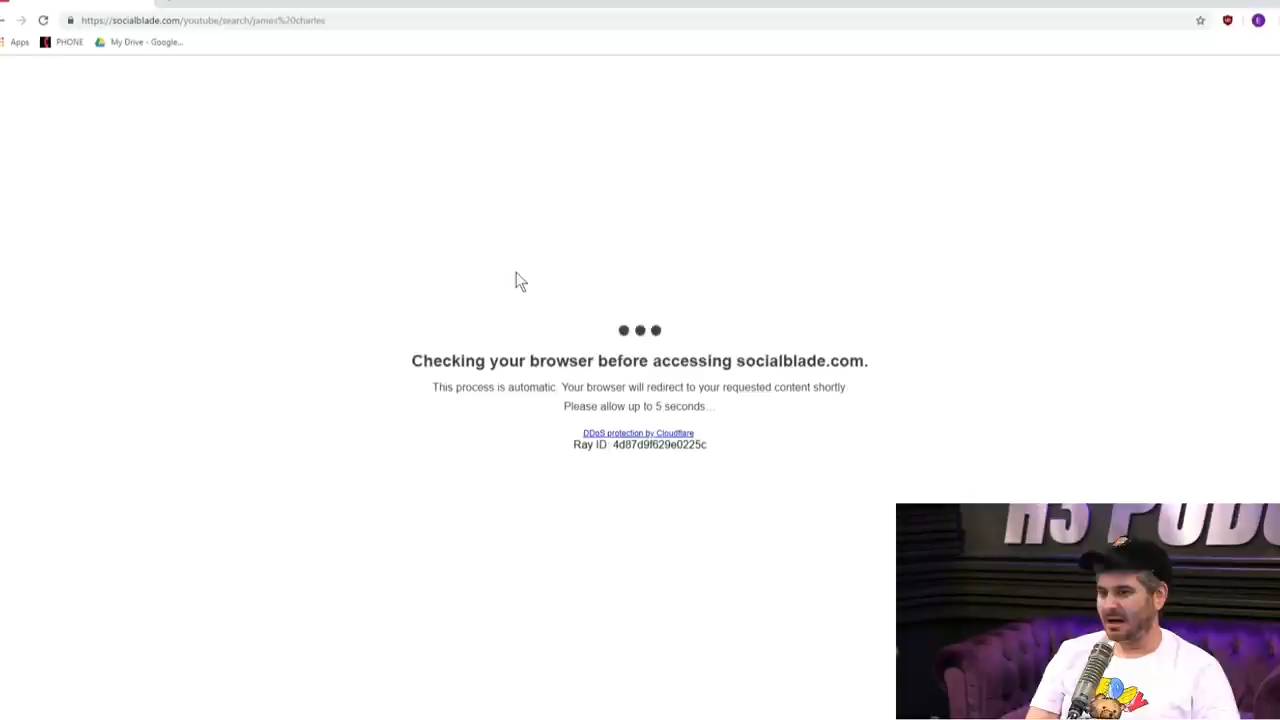 https://socialblade.com/youtube/search/james%20charles
Apps PHONE My Drive - Google...
Checking your browser before accessing socialblade.com.
This process is automatic. Your browser will redirect to your requested content shortly
Please allow up to 5 seconds...
DDoS protection by Cloudflare
Ray ID: 4d87d9f629e0225c
H3 POD